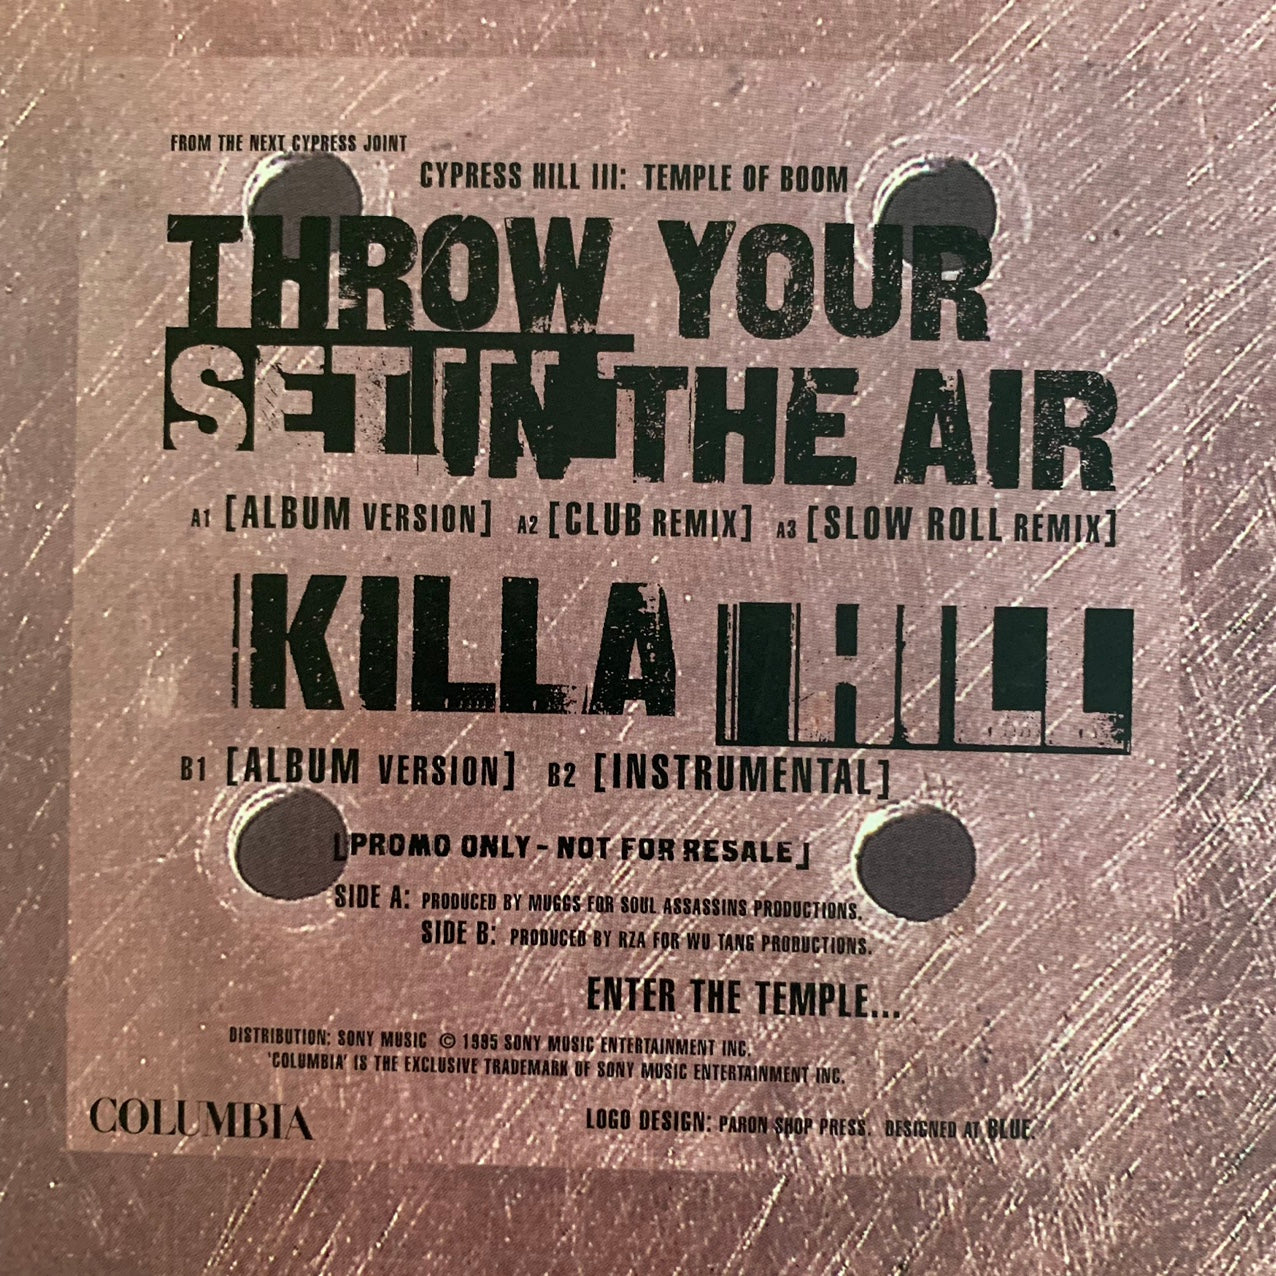 FROM THE NEXT CYPRESS JOINT
CYPRESS HILL III: TEMPLE OF BOOM
THROW YOUR
SET IN THE AIR
A1 [ALBUM VERSION] A2 [CLUB REMIX] A3 [SLOW ROLL REMIX]
KILLA HILL
B1 [ALBUM VERSION] B2 [INSTRUMENTAL]
[PROMO ONLY - NOT FOR RESALE]
SIDE A: PRODUCED BY MUGGS FOR SOUL ASSASSINS PRODUCTIONS.
SIDE B: PRODUCED BY RZA FOR WU TANG PRODUCTIONS.
ENTER THE TEMPLE...
DISTRIBUTION: SONY MUSIC © 1995 SONY MUSIC ENTERTAINMENT INC.
'COLUMBIA' IS THE EXCLUSIVE TRADEMARK OF SONY MUSIC ENTERTAINMENT INC.
COLUMBIA
LOGO DESIGN: PARON SHOP PRESS. DESIGNED AT BLUE.